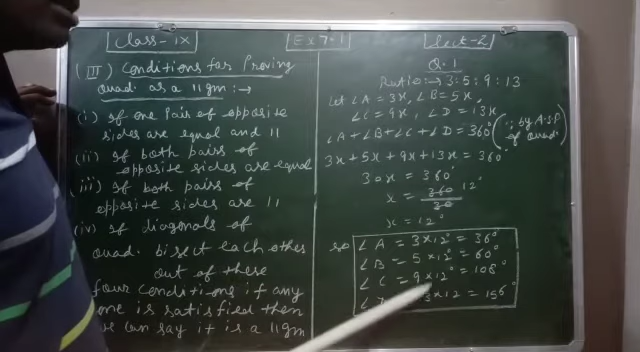 Class-IX
Ex 7.1
Sect-2
(III) Conditions for Proving
Quad. as a 11gm:→
(i) If one Pair of opposite
sides are equal and 11
(ii) If both pairs of
opposite sides are equal
(iii) If both pairs of
opposite sides are 11
(iv) If diagonals of
Quad. bisect each other
out of these
four conditions if any
one is satisfied then
we can say it is a 11gm
Q.1
Ratio:→ 3:5:9:13
Let ∠A = 3x, ∠B = 5x,
∠C = 9x, ∠D = 13x
∠A + ∠B + ∠C + ∠D = 360° (∵ by A.S.P of Quad.)
3x + 5x + 9x + 13x = 360°
30x = 360°
x = 360° / 30 12°
x = 12°
so ∠A = 3×12° = 36°
∠B = 5×12° = 60°
∠C = 9×12° = 108°
∠ ×12 = 156°